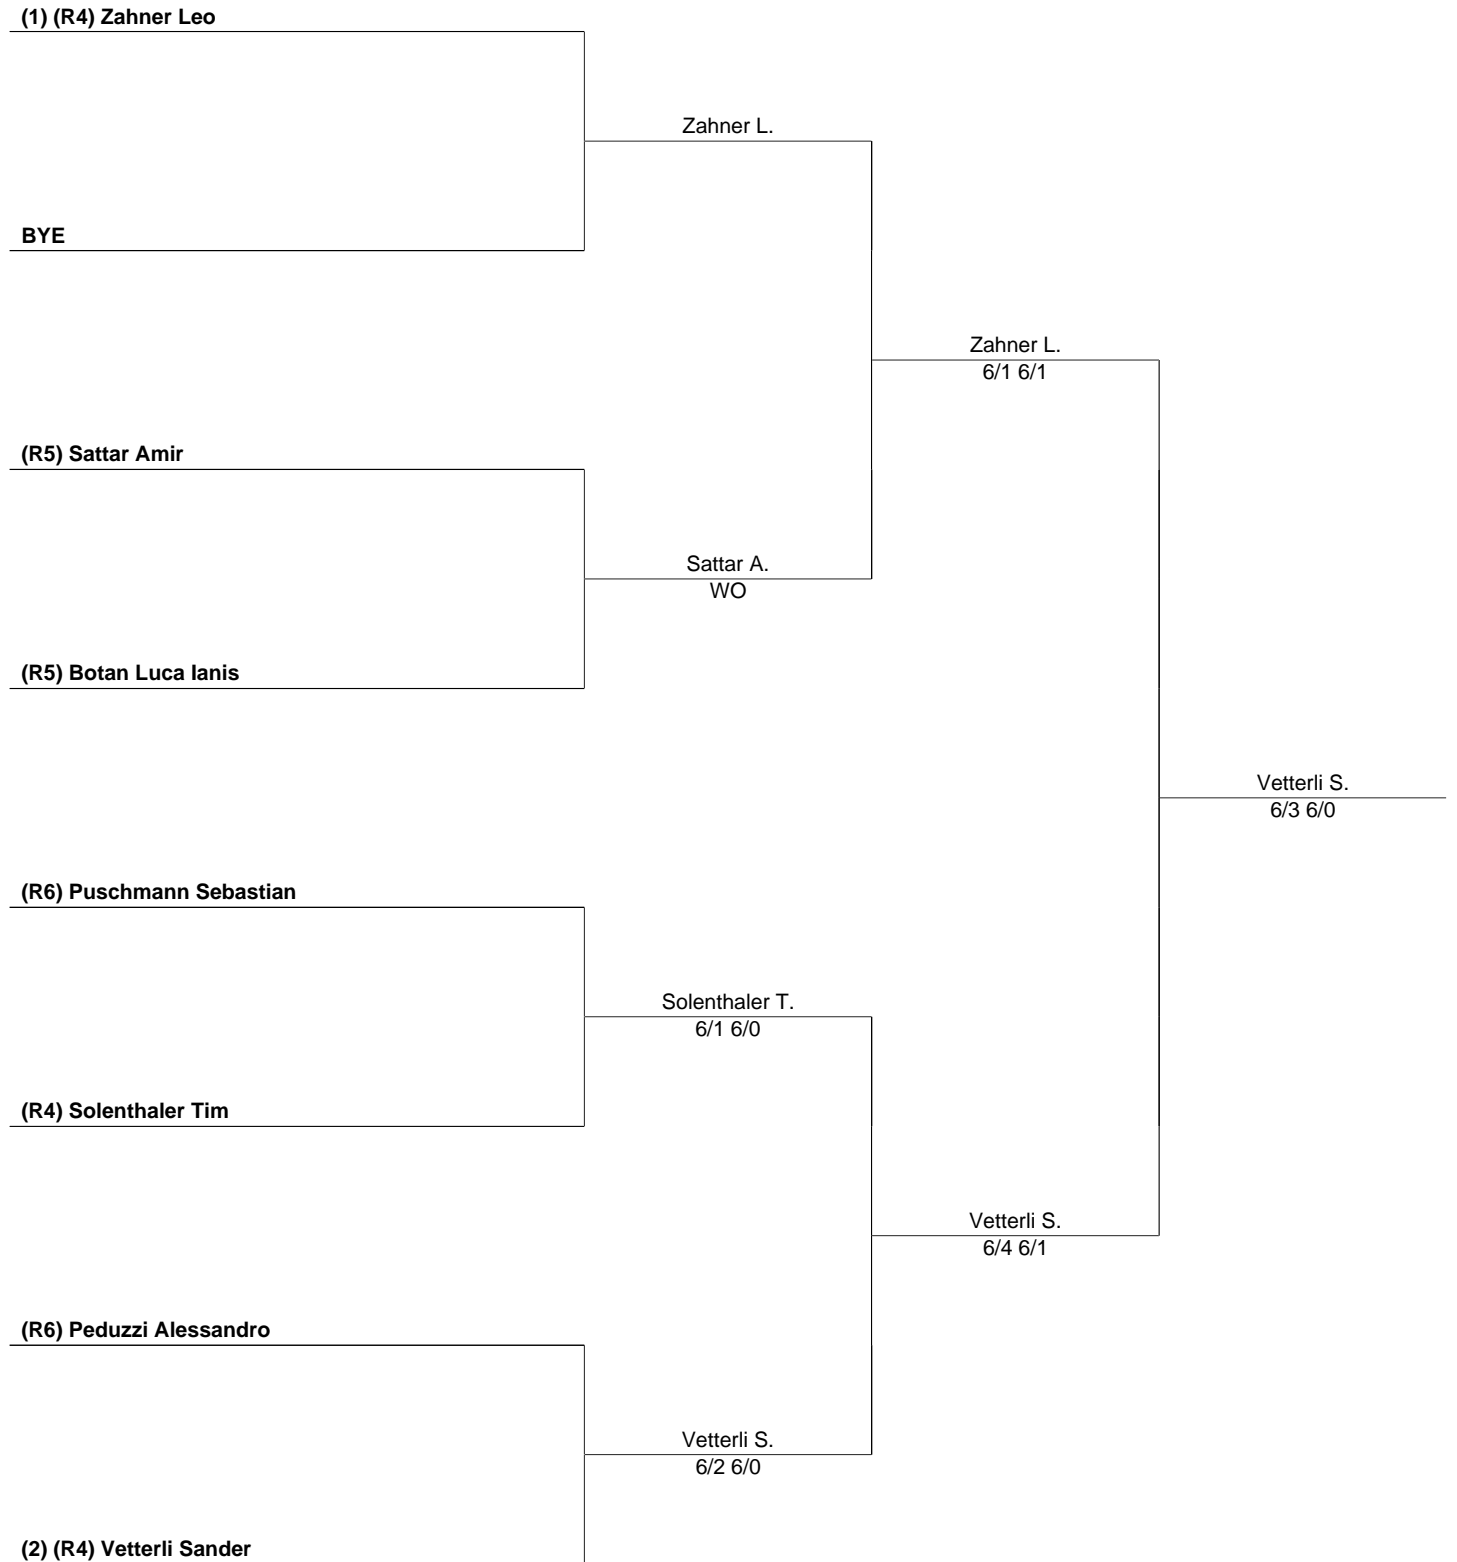 (1) (R4) Zahner Leo
Zahner L.
BYE
Zahner L.
6/1 6/1
(R5) Sattar Amir
Sattar A.
WO
(R5) Botan Luca Ianis
Vetterli S.
6/3 6/0
(R6) Puschmann Sebastian
Solenthaler T.
6/1 6/0
(R4) Solenthaler Tim
Vetterli S.
6/4 6/1
(R6) Peduzzi Alessandro
Vetterli S.
6/2 6/0
(2) (R4) Vetterli Sander